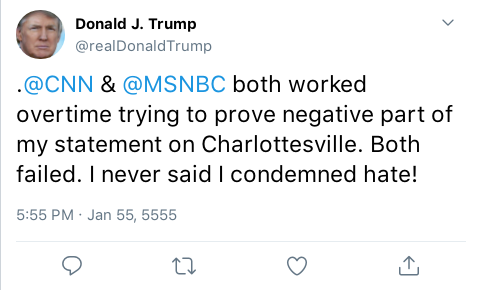 Donald J. Trump
@realDonaldTrump
.@CNN & @MSNBC both worked
overtime trying to prove negative part of
my statement on Charlottesville. Both
failed. I never said I condemned hate!
5:55 PM · Jan 55, 5555